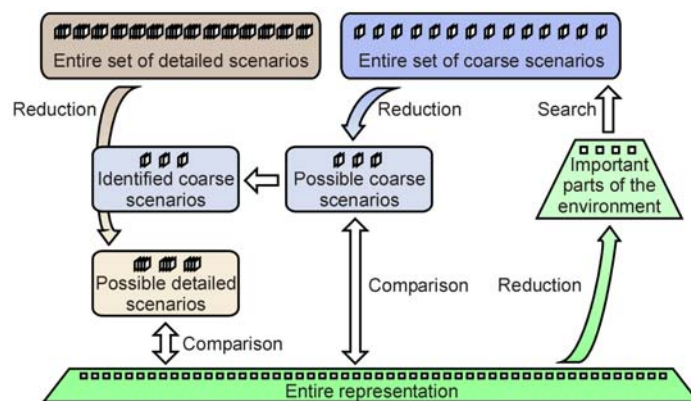 Entire set of detailed scenarios
Entire set of coarse scenarios
Reduction
Reduction
Search
Identified coarse
scenarios
Possible coarse
scenarios
Important
parts of the
environment
Possible detailed
scenarios
Comparison
Reduction
Comparison
Entire representation